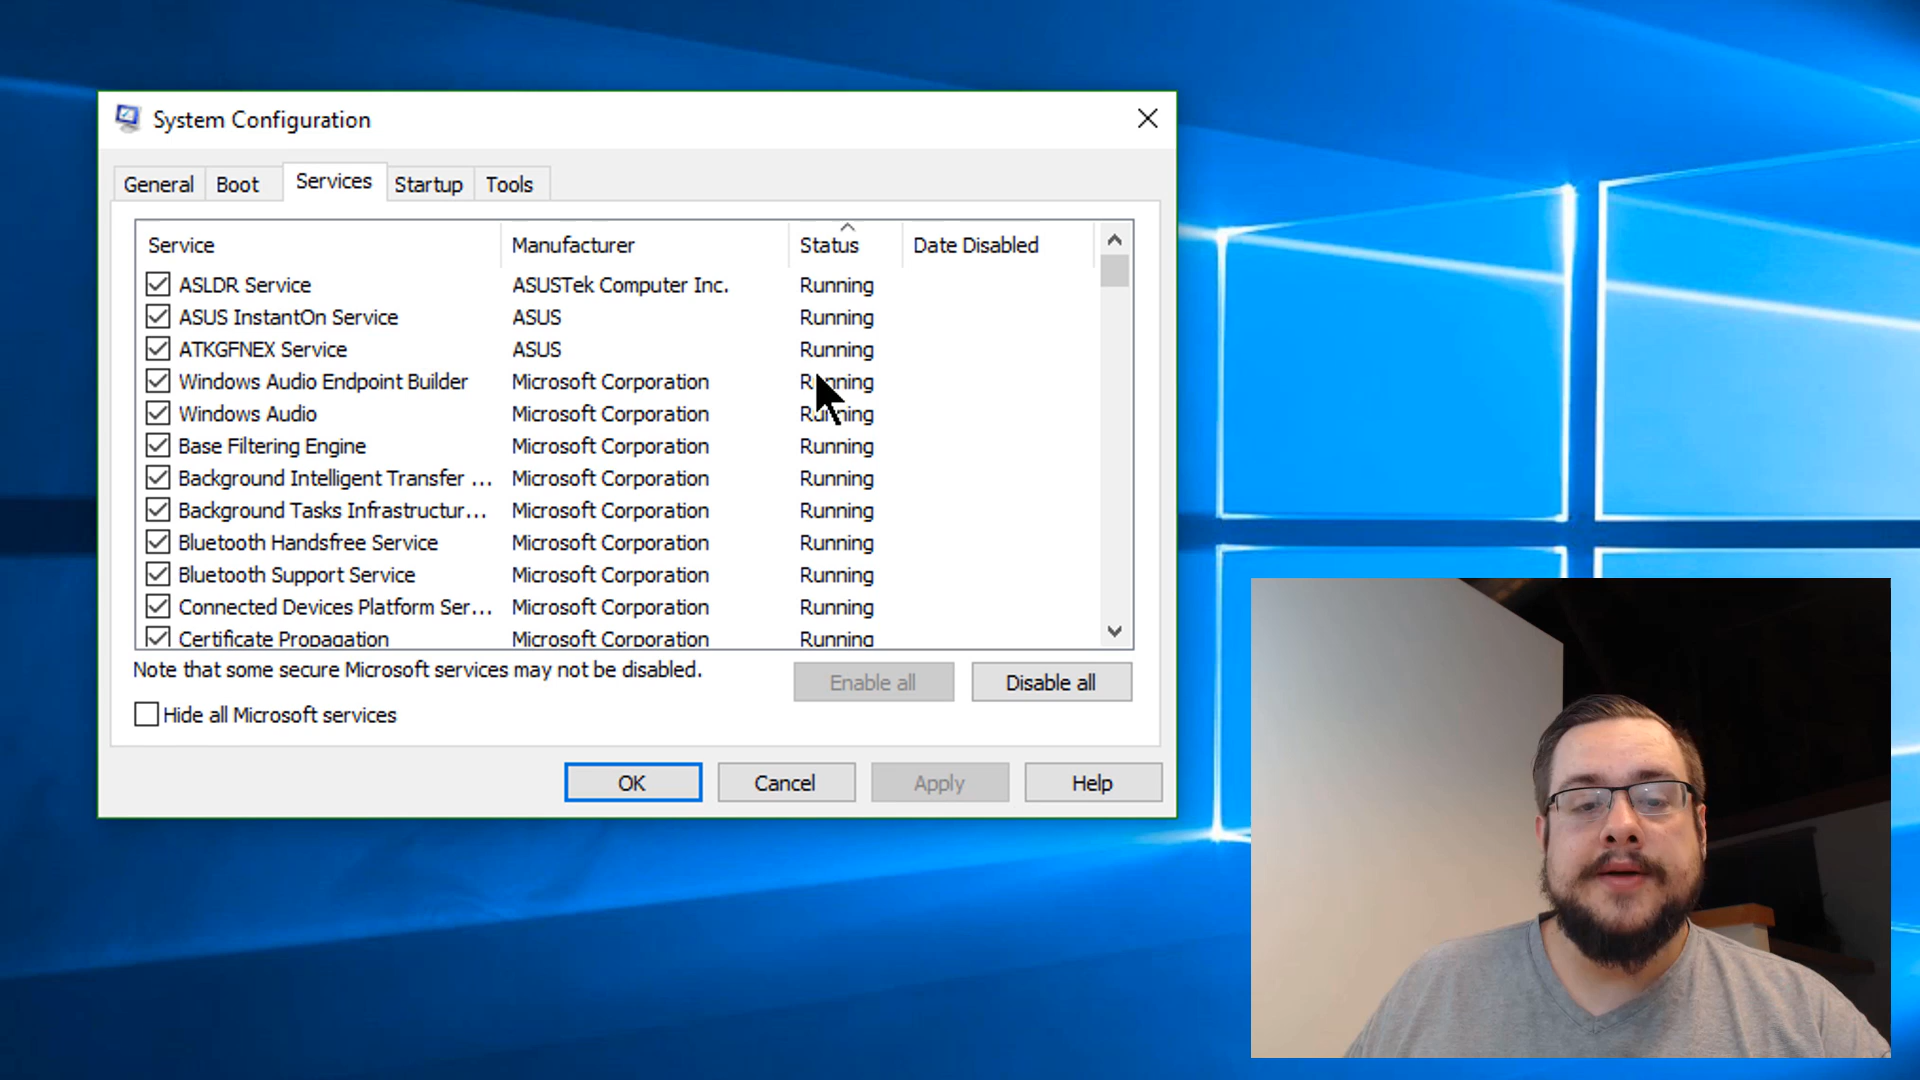 System Configuration
General Boot Services Startup Tools
Service Manufacturer Status Date Disabled
ASLDR Service ASUSTek Computer Inc. Running
ASUS InstantOn Service ASUS Running
ATKGFNEX Service ASUS Running
Windows Audio Endpoint Builder Microsoft Corporation Running
Windows Audio Microsoft Corporation Running
Base Filtering Engine Microsoft Corporation Running
Background Intelligent Transfer ... Microsoft Corporation Running
Background Tasks Infrastructur... Microsoft Corporation Running
Bluetooth Handsfree Service Microsoft Corporation Running
Bluetooth Support Service Microsoft Corporation Running
Connected Devices Platform Ser... Microsoft Corporation Running
Certificate Propagation Microsoft Corporation Running
Note that some secure Microsoft services may not be disabled.
Enable all Disable all
Hide all Microsoft services
OK Cancel Apply Help